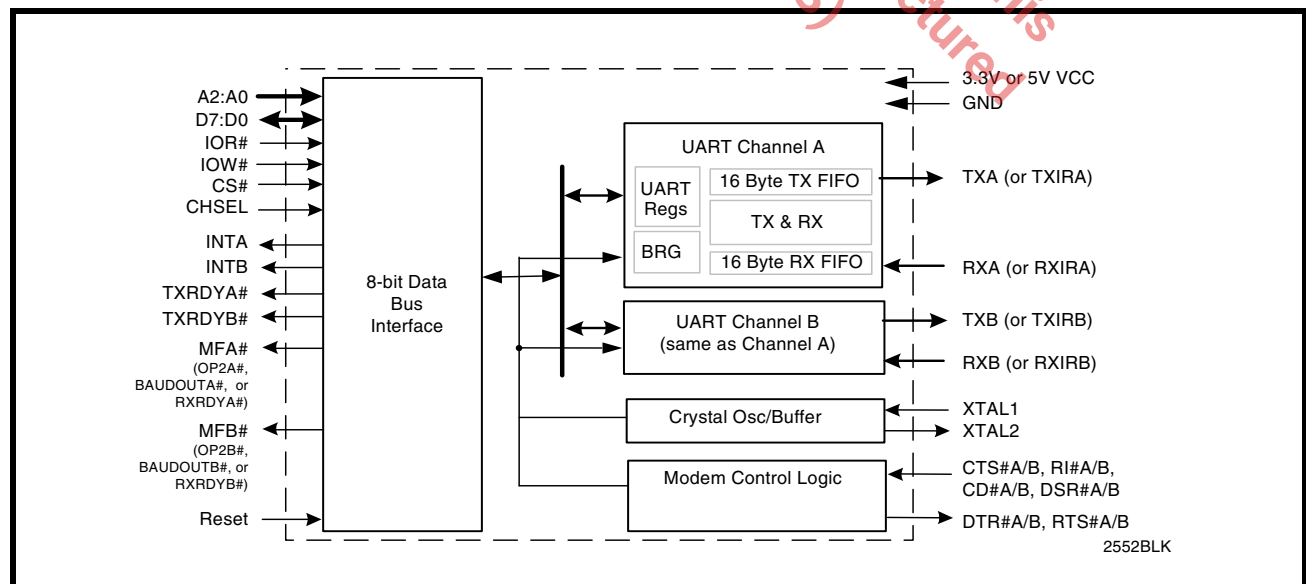 s)
this
ctured
A2:A0
D7:D0
IOR#
IOW#
CS#
CHSEL
INTA
INTB
TXRDYA#
TXRDYB#
MFA#
(OP2A#,
BAUDOUTA#, or
RXRDYA#)
MFB#
(OP2B#,
BAUDOUTB#, or
RXRDYB#)
Reset
8-bit Data
Bus
Interface
UART Channel A
UART
Regs
BRG
16 Byte TX FIFO
TX & RX
16 Byte RX FIFO
UART Channel B
(same as Channel A)
Crystal Osc/Buffer
Modem Control Logic
3.3V or 5V VCC
GND
TXA (or TXIRA)
RXA (or RXIRA)
TXB (or TXIRB)
RXB (or RXIRB)
XTAL1
XTAL2
CTS#A/B, RI#A/B,
CD#A/B, DSR#A/B
DTR#A/B, RTS#A/B
2552BLK